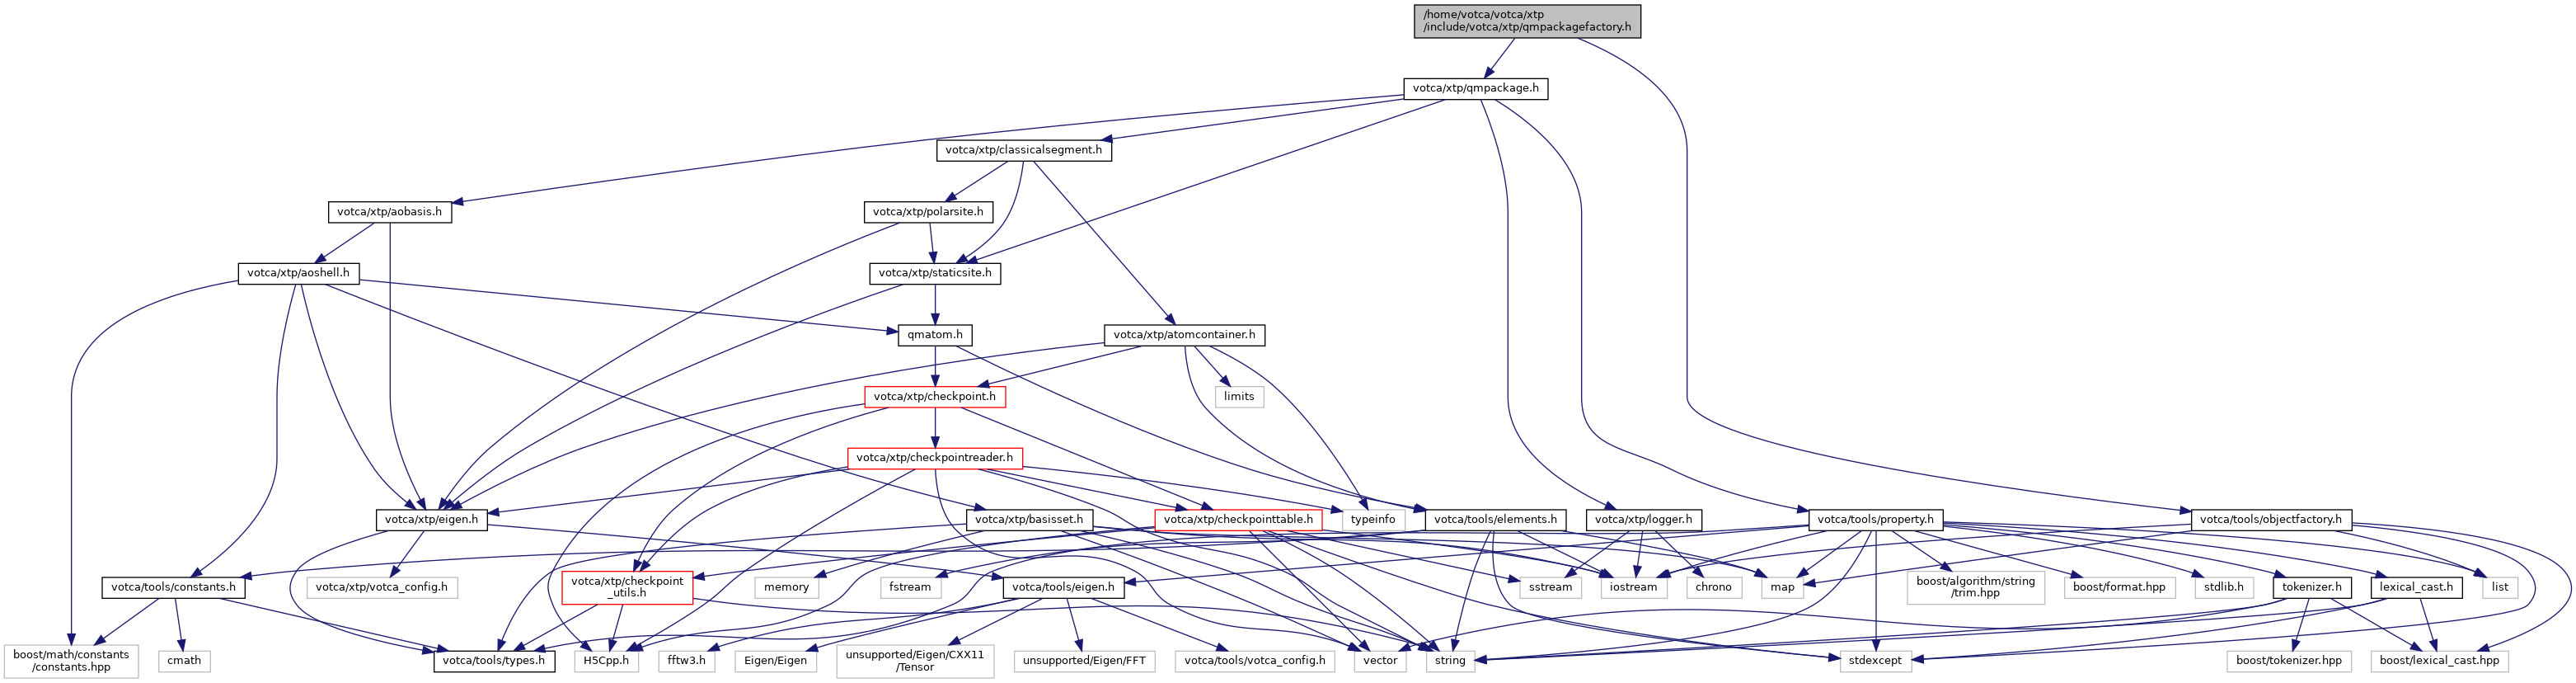 /home/votca/votca/xtp
/include/votca/xtp/qmpackagefactory.h
votca/xtp/qmpackage.h
votca/xtp/classicalsegment.h
votca/xtp/aobasis.h
votca/xtp/polarsite.h
votca/xtp/aoshell.h
votca/xtp/staticsite.h
qmatom.h
votca/xtp/atomcontainer.h
votca/xtp/checkpoint.h
limits
votca/xtp/checkpointreader.h
votca/xtp/eigen.h
votca/xtp/basisset.h
votca/xtp/checkpointtable.h
typeinfo
votca/tools/elements.h
votca/xtp/logger.h
votca/tools/property.h
votca/tools/objectfactory.h
votca/tools/constants.h
votca/xtp/votca_config.h
votca/xtp/checkpoint
_utils.h
memory
fstream
votca/tools/eigen.h
sstream
iostream
chrono
map
boost/algorithm/string
/trim.hpp
boost/format.hpp
stdlib.h
tokenizer.h
lexical_cast.h
list
boost/math/constants
/constants.hpp
cmath
votca/tools/types.h
H5Cpp.h
fftw3.h
Eigen/Eigen
unsupported/Eigen/CXX11
/Tensor
unsupported/Eigen/FFT
votca/tools/votca_config.h
vector
string
stdexcept
boost/tokenizer.hpp
boost/lexical_cast.hpp